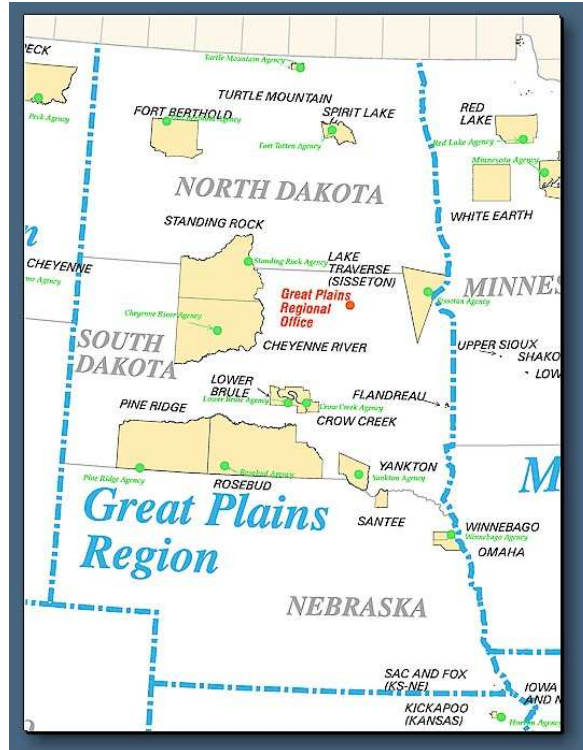 Turtle Mountain Agency
ECK
TURTLE MOUNTAIN
FORT BERTHOLD
SPIRIT LAKE
RED
LAKE
Peck Agency
Agency
Fort Totten Agency
Red Lake Agency
Minnesota Agency
NORTH DAKOTA
WHITE EARTH
STANDING ROCK
n
CHEYENNE
Standing Rock Agency
LAKE
TRAVERSE
(SISSETON)
Agency
MINNES
Great Plains
Regional
Office
Sisseton Agency
Cheyenne River Agency
SOUTH
DAKOTA
CHEYENNE RIVER
UPPER SIOUX
SHAKO
LOW
LOWER
BRULE
FLANDREAU
Lower Brule Agency
Crow Creek Agency
PINE RIDGE
CROW CREEK
YANKTON
Pine Ridge Agency
Rosebud Agency
Yankton Agency
ROSEBUD
M
Great Plains
Region
SANTEE
WINNEBAGO
Winnebago Agency
OMAHA
NEBRASKA
SAC AND FOX
(KS-NE)
IOWA
AND N
KICKAPOO
(KANSAS)
Horton Agency